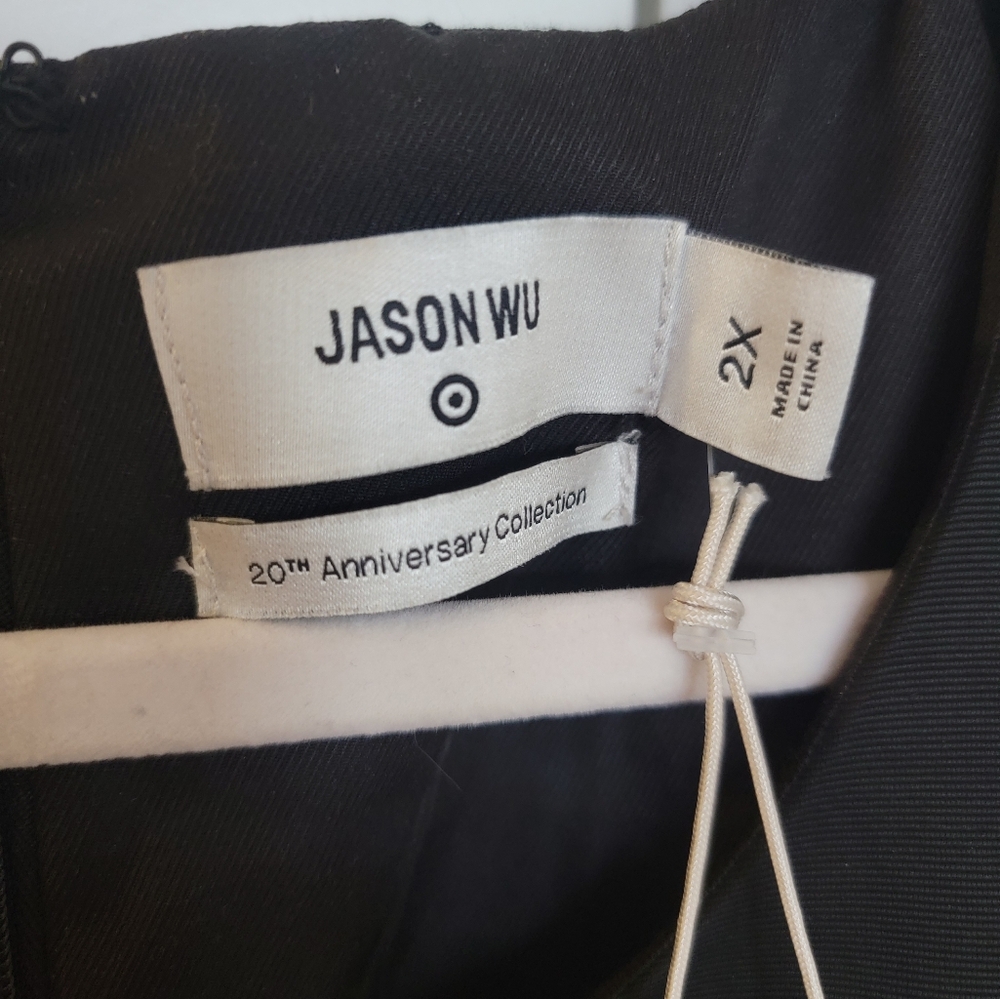 JASON WU
20TH Anniversary Collection
2X
MADE IN
CHINA